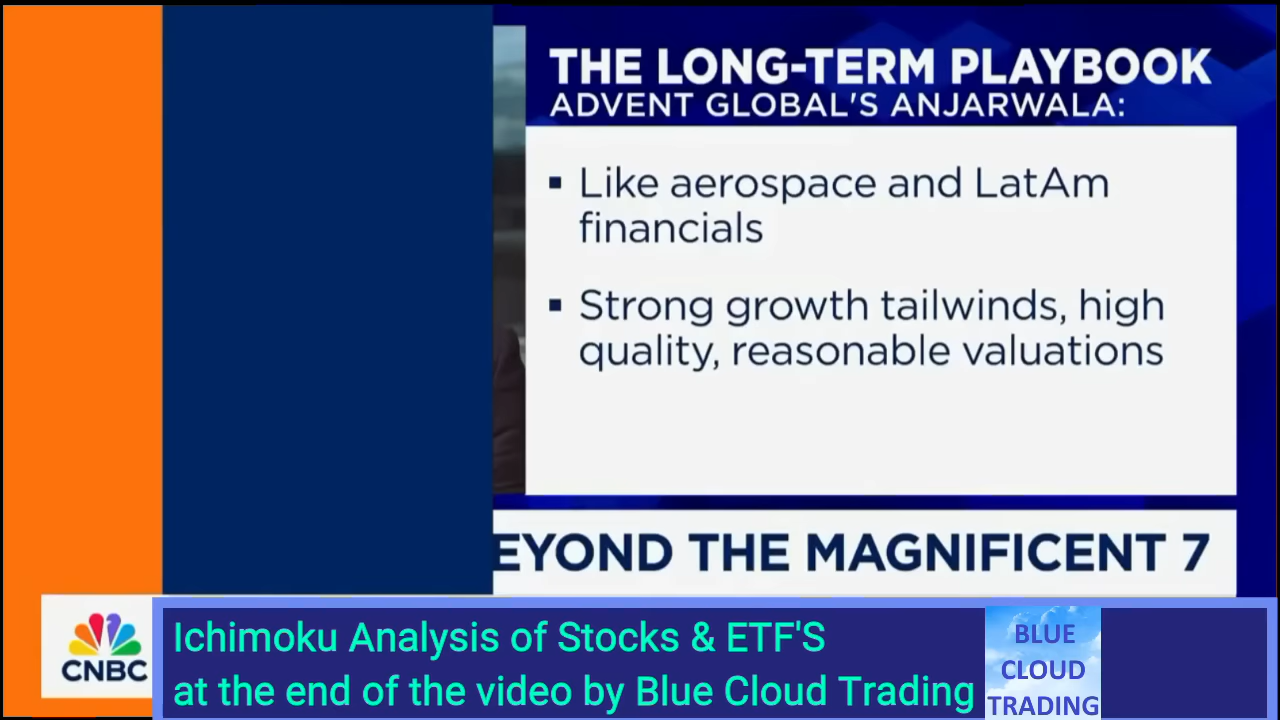 THE LONG-TERM PLAYBOOK
ADVENT GLOBAL'S ANJARWALA:
▪ Like aerospace and LatAm
financials
▪ Strong growth tailwinds, high
quality, reasonable valuations
EYOND THE MAGNIFICENT 7
CNBC
Ichimoku Analysis of Stocks & ETF'S
at the end of the video by Blue Cloud Trading
BLUE
CLOUD
TRADING